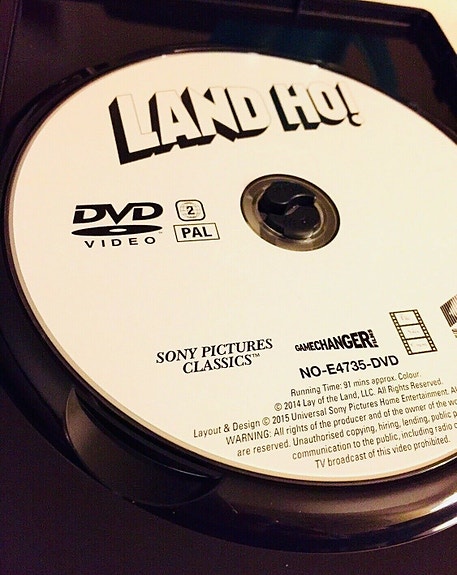 LAND HO!
DVD
VIDEO
2
PAL
SONY PICTURES
CLASSICS™
GAMECHANGER
NO-E4735-DVD
Running Time: 91 mins approx. Colour.
© 2014 Lay of the Land, LLC. All Rights Reserved.
Layout & Design © 2015 Universal Sony Pictures Home Entertainment.
WARNING: All rights of the producer and of the owner of the
are reserved. Unauthorised copying, hiring, lending, public
communication to the public, including radio
TV broadcast of this video prohibited.